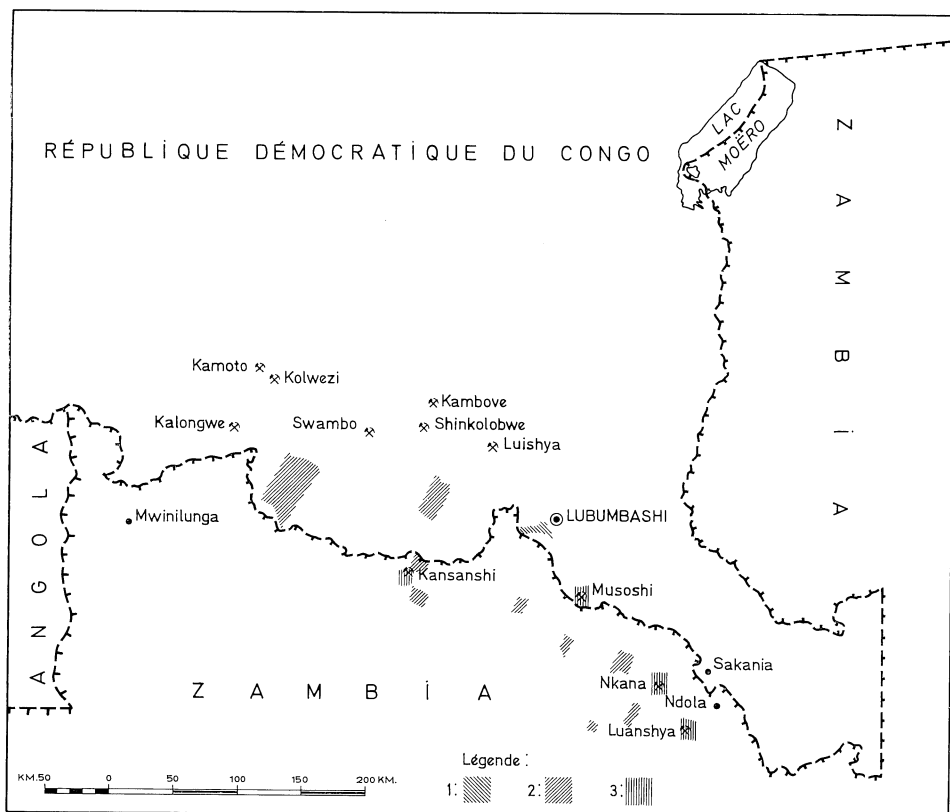 LAC
MOËRO
RÉPUBLIQUE DÉMOCRATIQUE DU CONGO
ZAMBIA
Kamoto
Kolwezi
Kambove
Kalongwe
Swambo
Shinkolobwe
Luishya
ANGOLA
Mwinilunga
LUBUMBASHI
Kansanshi
Musoshi
Sakania
Nkana
Ndola
ZAMBIA
Luanshya
Légende :
KM.50 0 50 100 150 200 KM.
1: 2: 3: